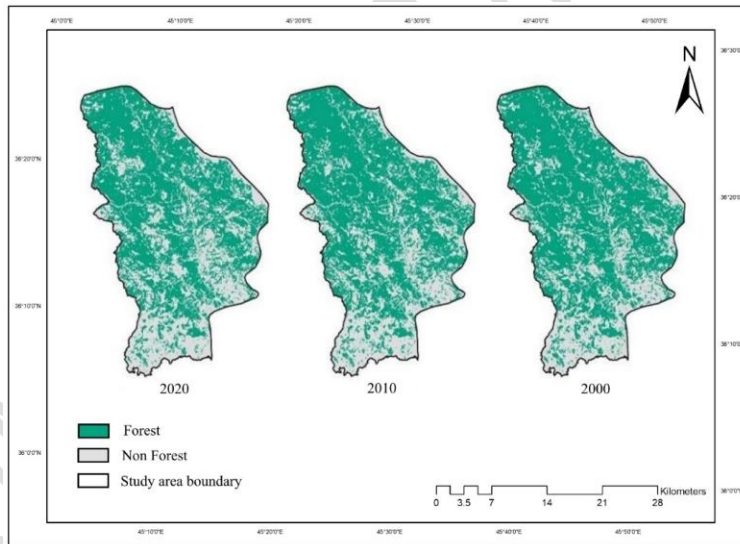 45°0'0"E 45°10'0"E 45°20'0"E 45°30'0"E 45°40'0"E 45°50'0"E
36°30'0"N
N
36°20'0"N
36°20'0"N
36°10'0"N
36°10'0"N
2020 2010 2000
Forest
Non Forest
36°0'0"N
Study area boundary
Kilometers
36°0'0"N
0 3.5 7 14 21 28
45°10'0"E 45°20'0"E 45°30'0"E 45°40'0"E 45°50'0"E